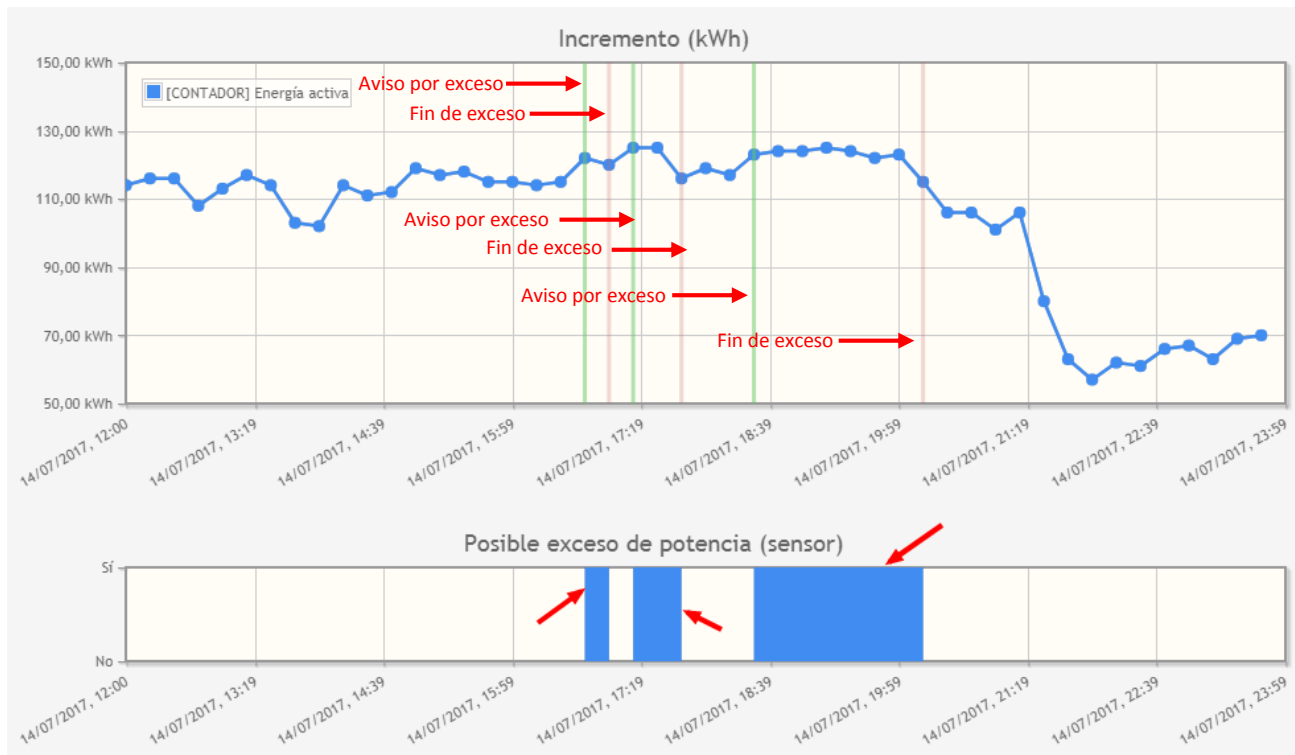 Incremento (kWh)
150,00 kWh
[CONTADOR] Energía activa
Aviso por exceso
Fin de exceso
130,00 kWh
110,00 kWh
Aviso por exceso
Fin de exceso
90,00 kWh
Aviso por exceso
70,00 kWh
Fin de exceso
50,00 kWh
14/07/2017, 12:00
14/07/2017, 13:19
14/07/2017, 14:39
14/07/2017, 15:59
14/07/2017, 17:19
14/07/2017, 18:39
14/07/2017, 19:59
14/07/2017, 21:19
14/07/2017, 22:39
14/07/2017, 23:59
Posible exceso de potencia (sensor)
Sí
No
14/07/2017, 12:00
14/07/2017, 13:19
14/07/2017, 14:39
14/07/2017, 15:59
14/07/2017, 17:19
14/07/2017, 18:39
14/07/2017, 19:59
14/07/2017, 21:19
14/07/2017, 22:39
14/07/2017, 23:59